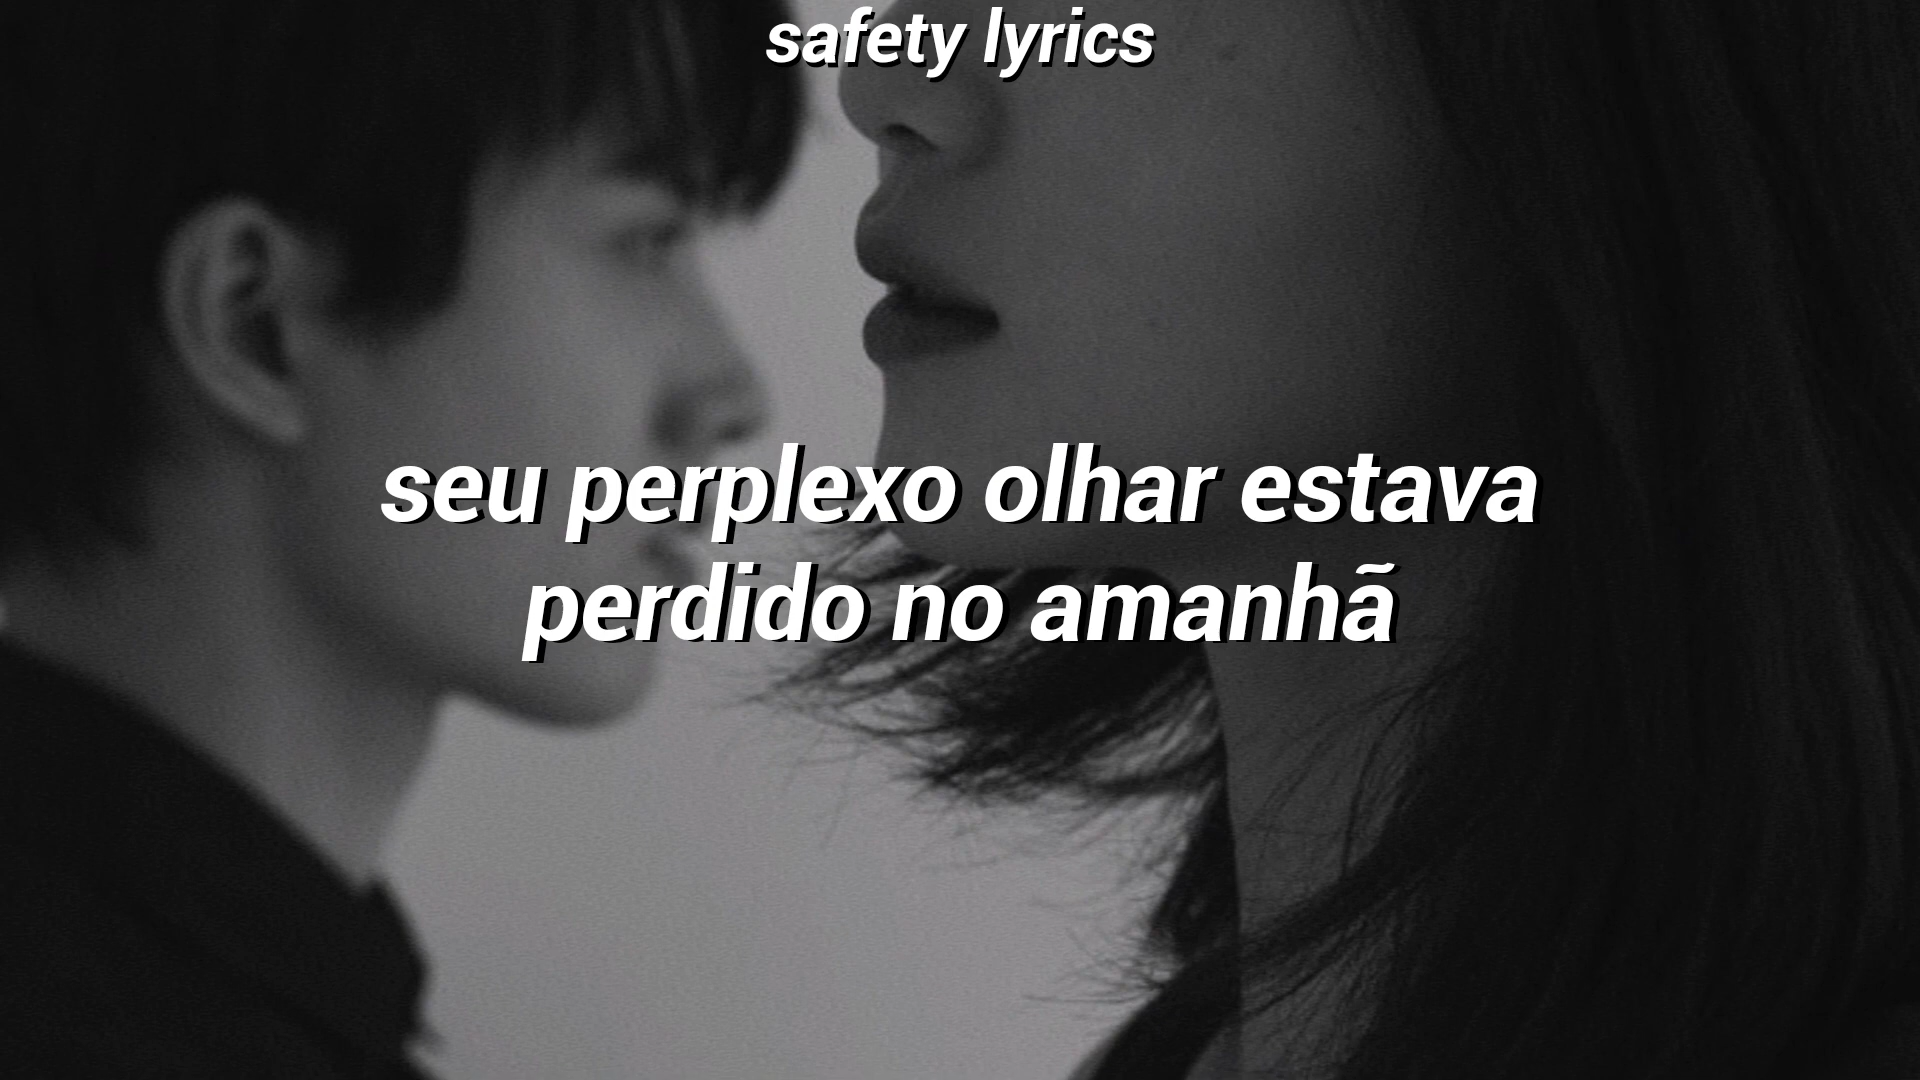 safety lyrics
seu perplexo olhar estava
perdido no amanhã